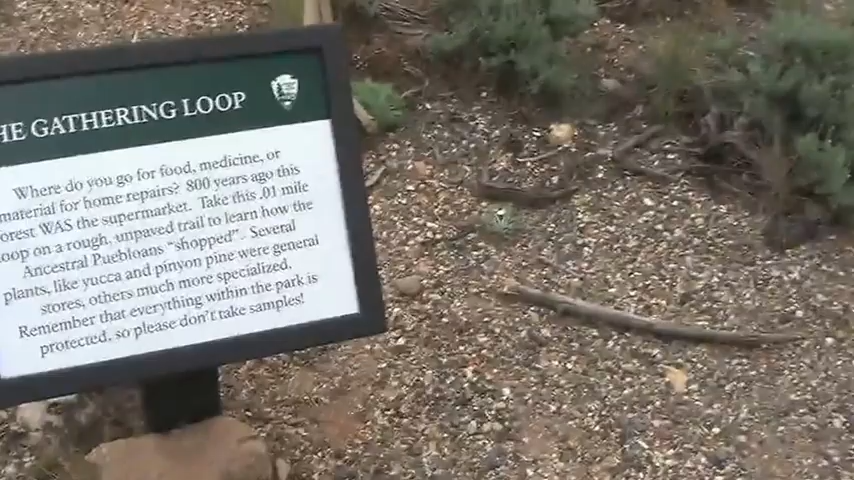 HE GATHERING LOOP
Where do you go for food, medicine, or
material for home repairs? 800 years ago this
orest WAS the supermarket. Take this .01 mile
oop on a rough, unpaved trail to learn how the
Ancestral Puebloans "shopped". Several
plants, like yucca and pinyon pine were general
stores, others much more specialized.
Remember that everything within the park is
protected, so please don't take samples!